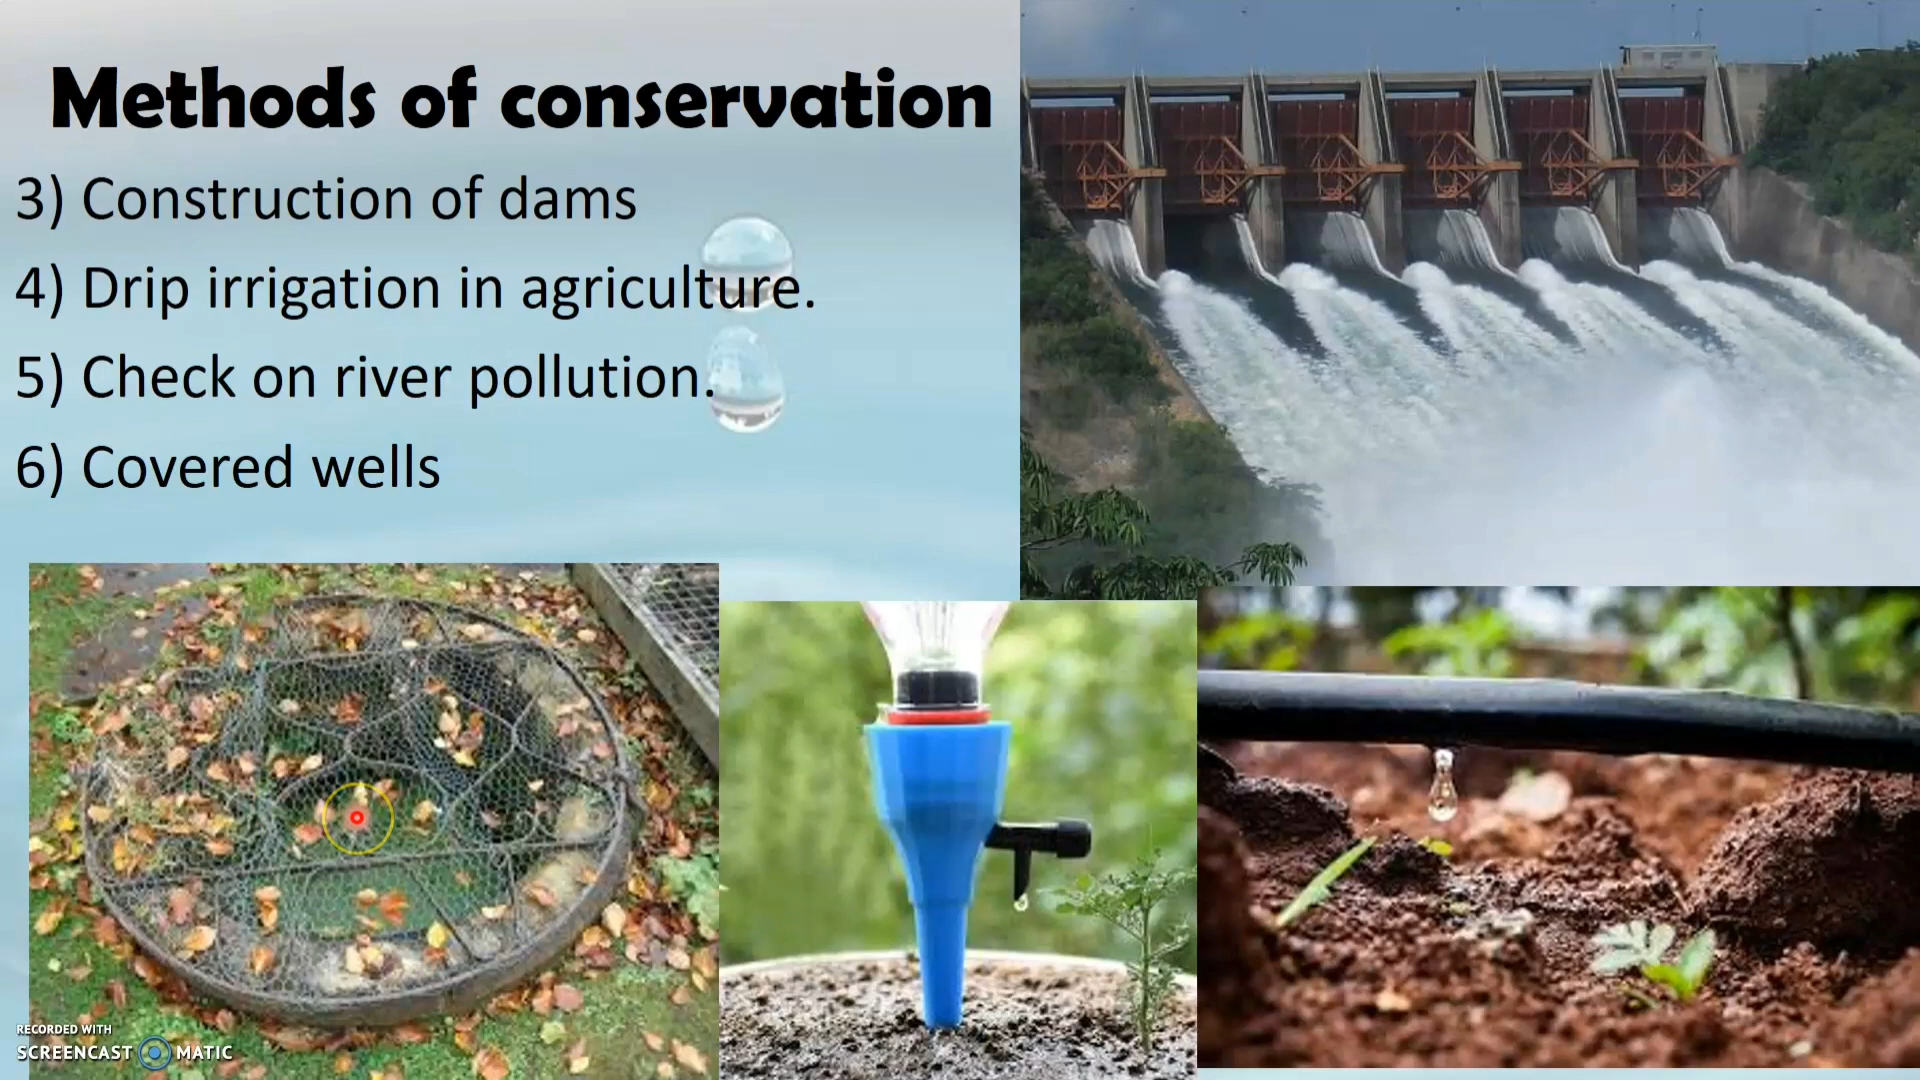 Methods of conservation
3) Construction of dams
4) Drip irrigation in agriculture.
5) Check on river pollution.
6) Covered wells
RECORDED WITH
SCREENCAST MATIC